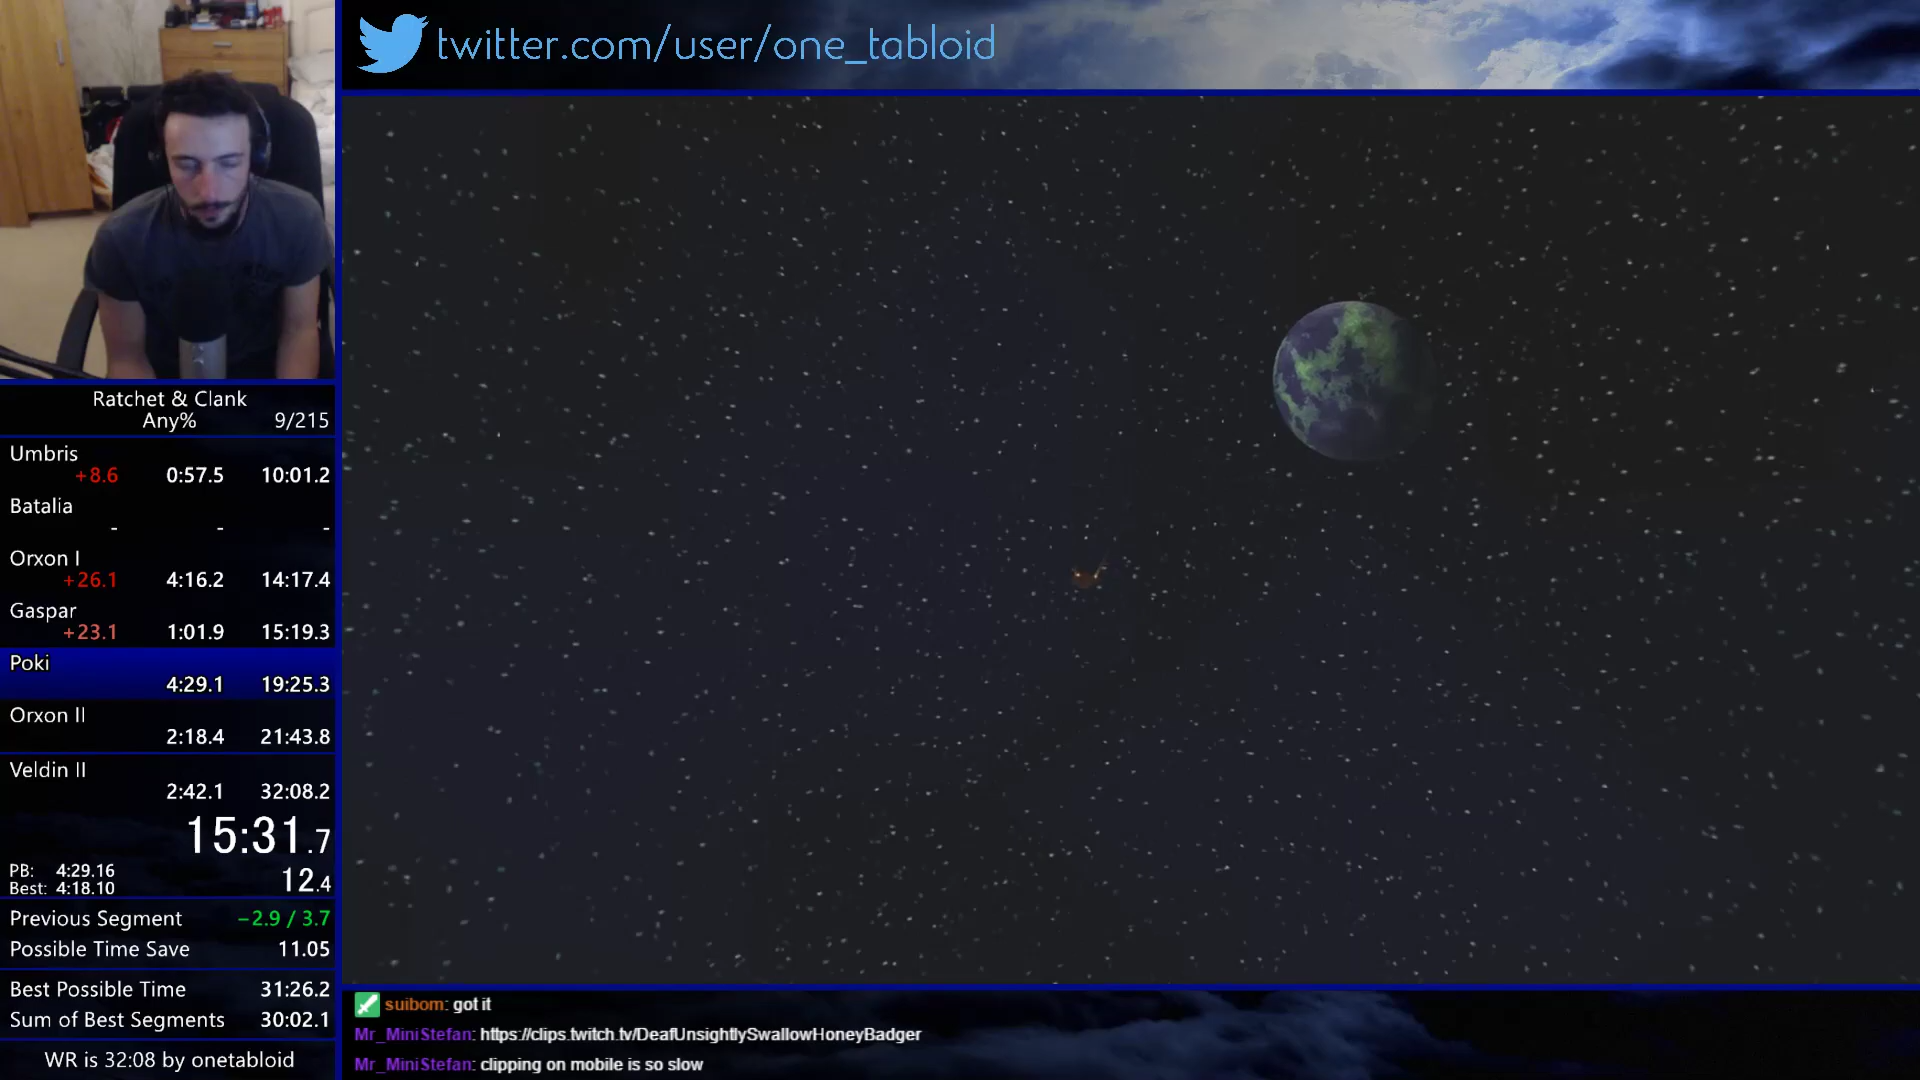 twitter.com/user/one_tabloid
Ratchet & Clank
Any% 9/215
Umbris
+8.6 0:57.5 10:01.2
Batalia
- - -
Orxon I
+26.1 4:16.2 14:17.4
Gaspar
+23.1 1:01.9 15:19.3
Poki
4:29.1 19:25.3
Orxon II
2:18.4 21:43.8
Veldin II
2:42.1 32:08.2
15:31.7
PB: 4:29.16
Best: 4:18.10 12.4
Previous Segment -2.9 / 3.7
Possible Time Save 11.05
Best Possible Time 31:26.2
Sum of Best Segments 30:02.1
WR is 32:08 by onetabloid
suibom: got it
Mr_MiniStefan: https://clips.twitch.tv/DeafUnsightlySwallowHoneyBadger
Mr_MiniStefan: clipping on mobile is so slow